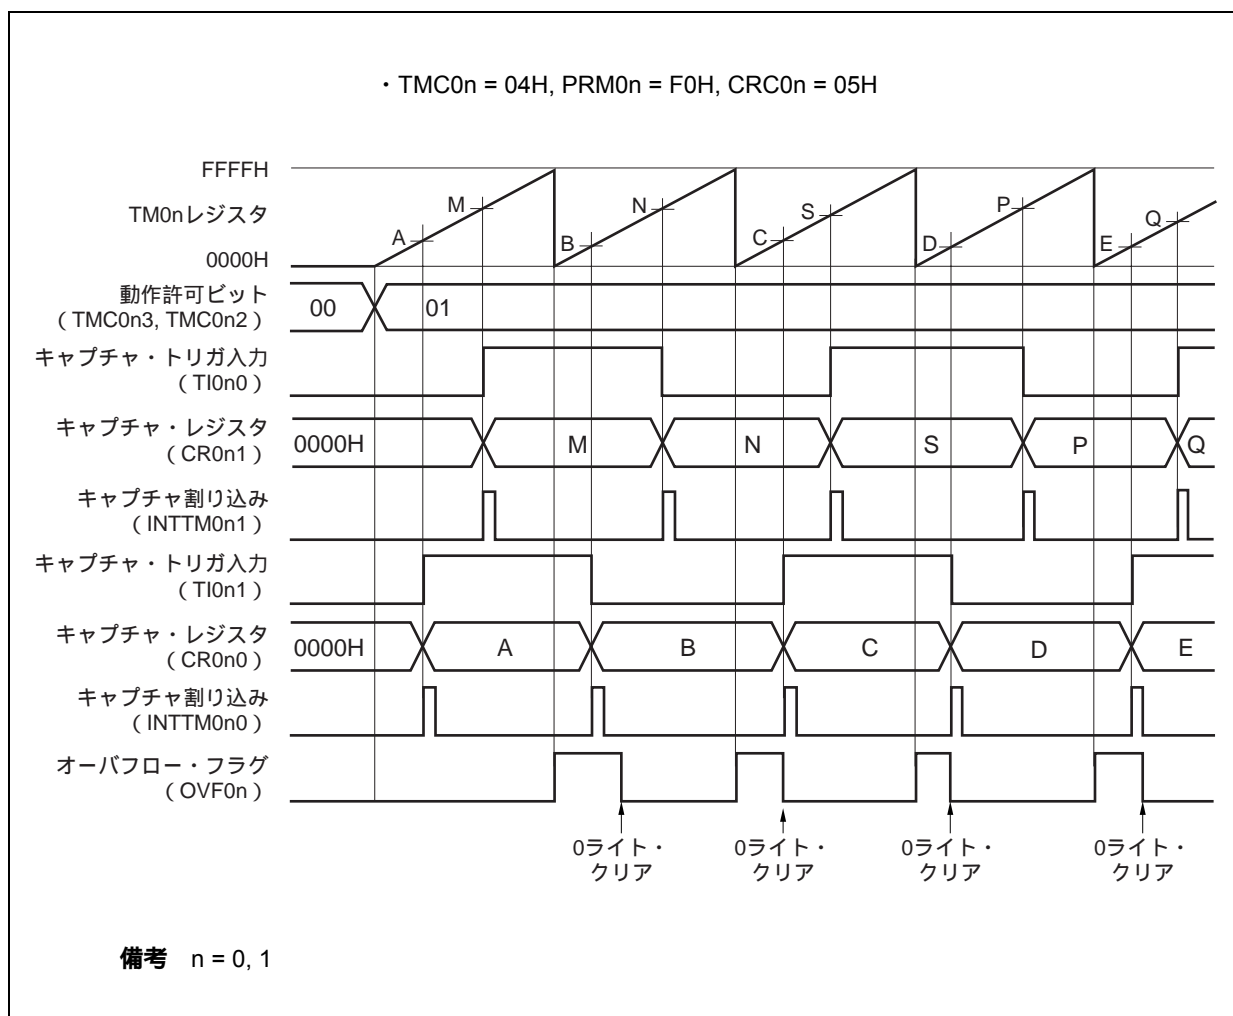 ・TMC0n = 04H, PRM0n = F0H, CRC0n = 05H
FFFFH
TM0nレジスタ
0000H
A
M
B
N
C
S
D
P
E
Q
動作許可ビット
（TMC0n3, TMC0n2）
00
01
キャプチャ・トリガ入力
（TI0n0）
キャプチャ・レジスタ
（CR0n1）
0000H
M
N
S
P
Q
キャプチャ割り込み
（INTTM0n1）
キャプチャ・トリガ入力
（TI0n1）
キャプチャ・レジスタ
（CR0n0）
0000H
A
B
C
D
E
キャプチャ割り込み
（INTTM0n0）
オーバフロー・フラグ
（OVF0n）
0ライト・
クリア
0ライト・
クリア
0ライト・
クリア
0ライト・
クリア
備考 n = 0, 1